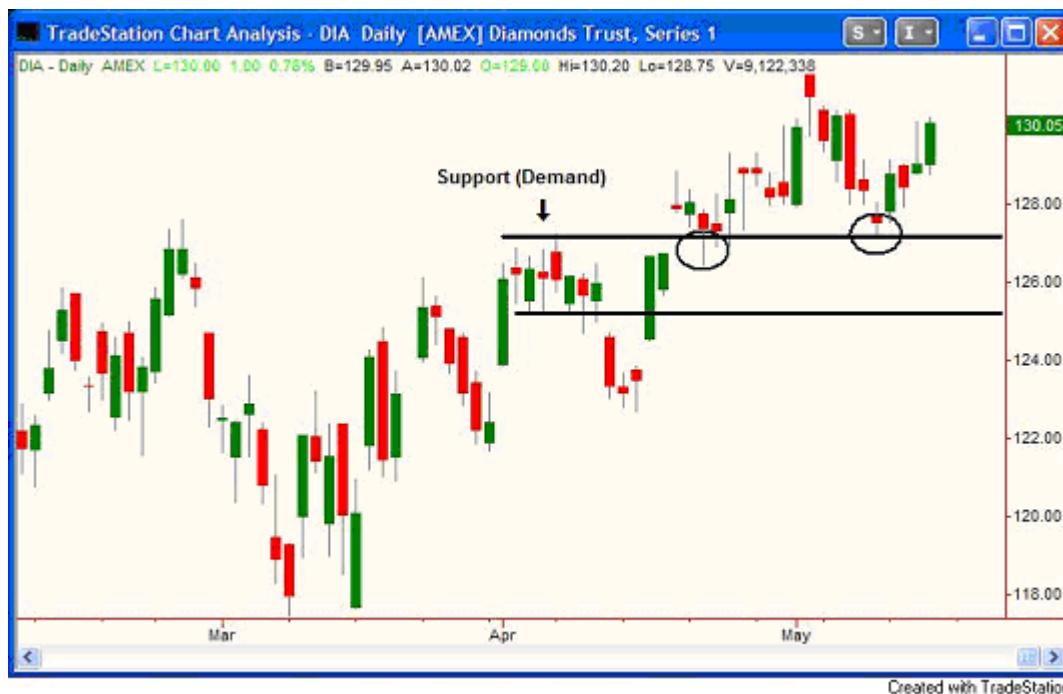 TradeStation Chart Analysis - DIA Daily [AMEX] Diamonds Trust, Series 1
S
I
DIA - Daily AMEX L=130.00 1.00 0.78% B=129.95 A=130.02 O=129.00 Hi=130.20 Lo=128.75 V=9,122,338
130.05
Support (Demand)
128.00
126.00
124.00
122.00
120.00
118.00
Mar
Apr
May
Created with TradeStatio